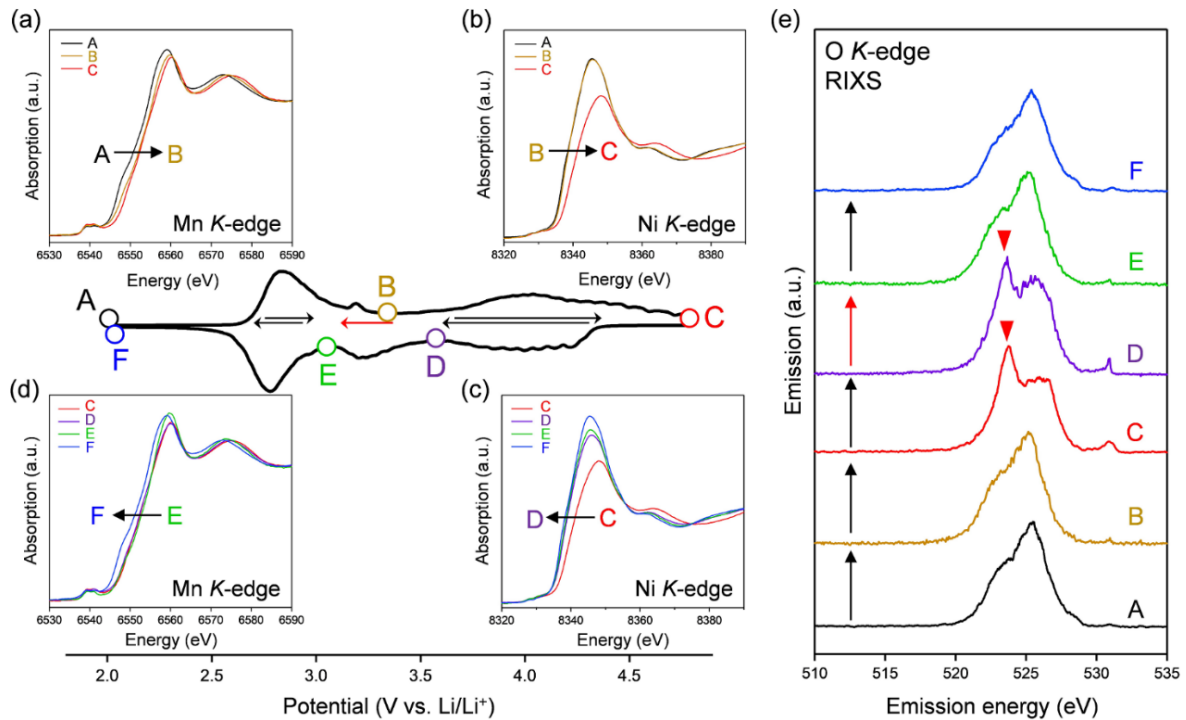 (a)
A
B
C
A
B
Mn K-edge
Absorption (a.u.)
6530 6540 6550 6560 6570 6580 6590
Energy (eV)
(b)
A
B
C
B
C
Ni K-edge
Absorption (a.u.)
8320 8340 8360 8380
Energy (eV)
A
F
B
E
D
C
(d)
C
D
E
F
F
E
Mn K-edge
Absorption (a.u.)
6530 6540 6550 6560 6570 6580 6590
Energy (eV)
(c)
C
D
E
F
D
C
Ni K-edge
Absorption (a.u.)
8320 8340 8360 8380
Energy (eV)
2.0 2.5 3.0 3.5 4.0 4.5
Potential (V vs. Li/Li⁺)
(e)
O K-edge
RIXS
F
E
D
C
B
A
Emission (a.u.)
510 515 520 525 530 535
Emission energy (eV)